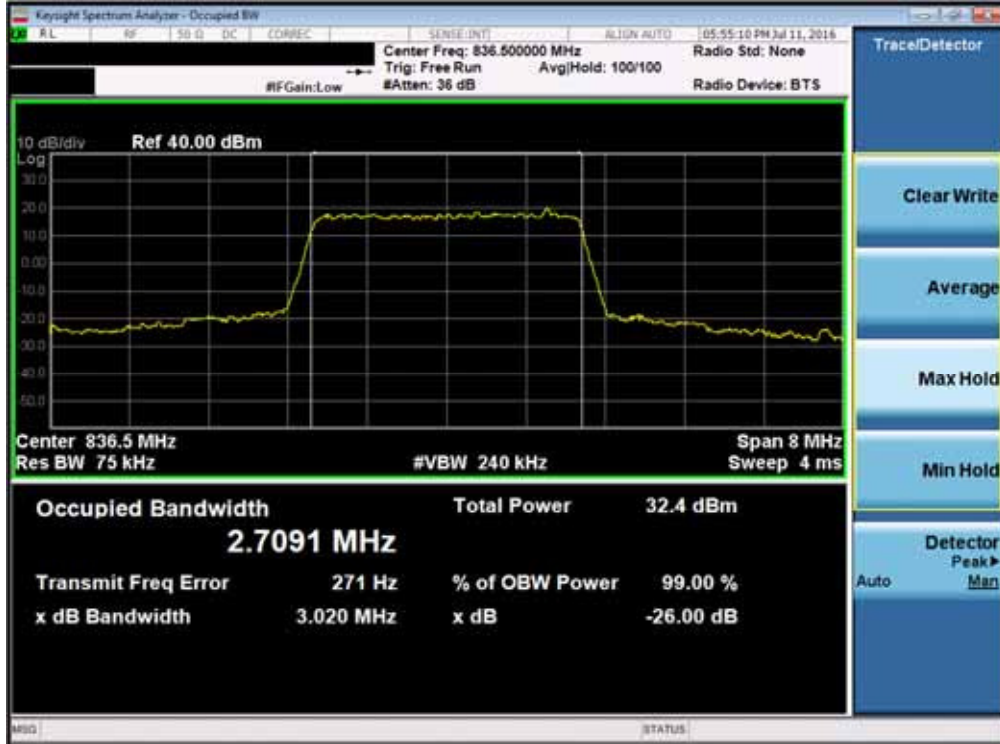 Keysight Spectrum Analyzer - Occupied BW
RL RF 50 Ω DC CORREC SENSE:INT ALIGN AUTO 05:55:10 PM Jul 11, 2016
Center Freq: 836.500000 MHz Radio Std: None
Trig: Free Run Avg|Hold: 100/100
#IFGain:Low #Atten: 36 dB Radio Device: BTS
Trace/Detector
10 dB/div Ref 40.00 dBm
Log
30.0
20.0
10.0
0.00
-10.0
-20.0
-30.0
-40.0
-50.0
Center 836.5 MHz Span 8 MHz
Res BW 75 kHz #VBW 240 kHz Sweep 4 ms
Occupied Bandwidth Total Power 32.4 dBm
2.7091 MHz
Transmit Freq Error 271 Hz % of OBW Power 99.00 %
x dB Bandwidth 3.020 MHz x dB -26.00 dB
Clear Write
Average
Max Hold
Min Hold
Detector
Peak▶
Auto Man
MSG STATUS